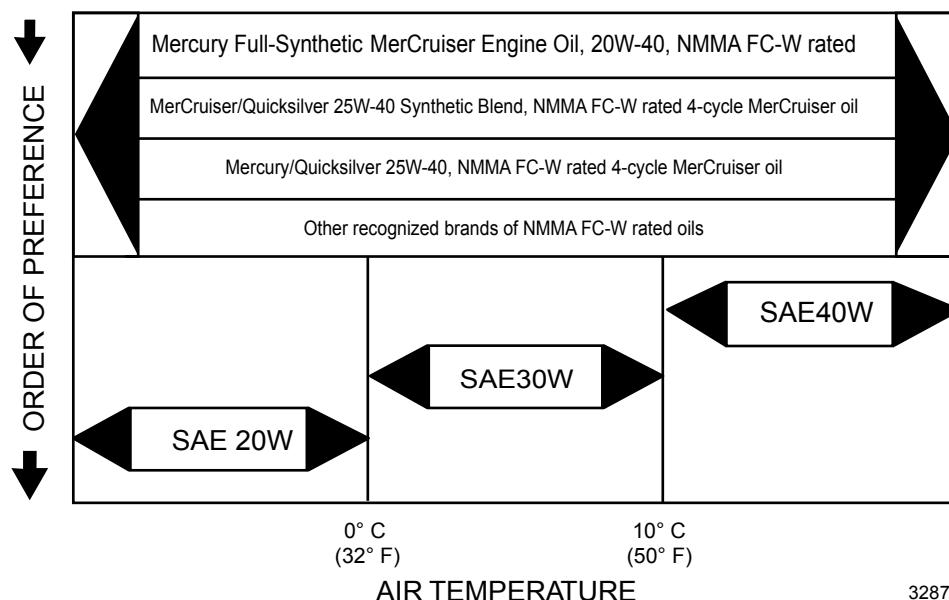 ORDER OF PREFERENCE
Mercury Full-Synthetic MerCruiser Engine Oil, 20W-40, NMMA FC-W rated
MerCruiser/Quicksilver 25W-40 Synthetic Blend, NMMA FC-W rated 4-cycle MerCruiser oil
Mercury/Quicksilver 25W-40, NMMA FC-W rated 4-cycle MerCruiser oil
Other recognized brands of NMMA FC-W rated oils
SAE40W
SAE30W
SAE 20W
0° C
(32° F)
10° C
(50° F)
AIR TEMPERATURE
3287